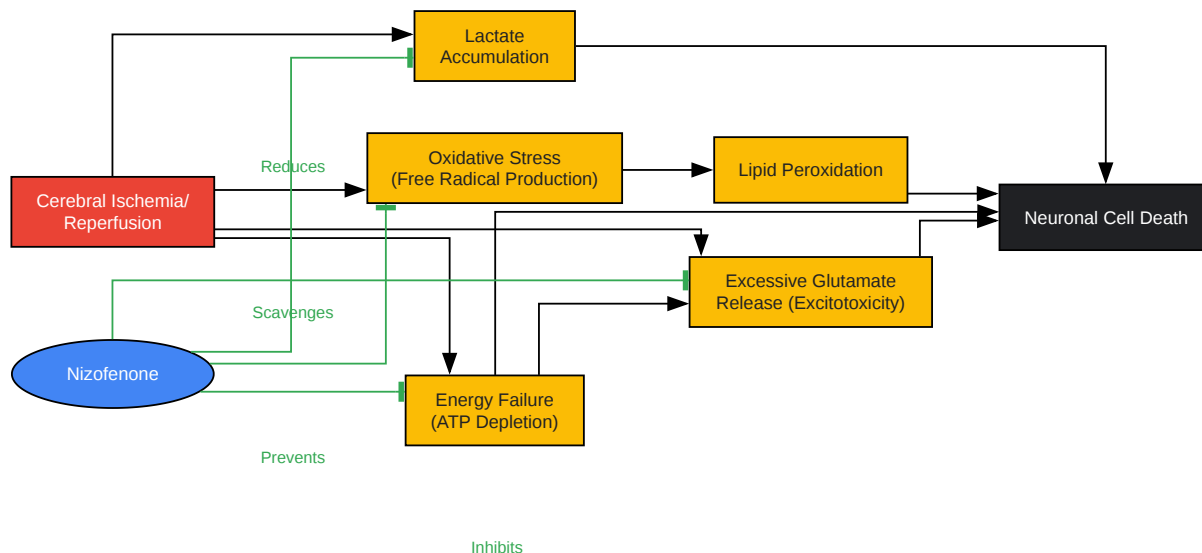 Lactate
Accumulation
Oxidative Stress
(Free Radical Production)
Reduces
Lipid Peroxidation
Cerebral Ischemia/
Reperfusion
Neuronal Cell Death
Excessive Glutamate
Release (Excitotoxicity)
Scavenges
Nizofenone
Energy Failure
(ATP Depletion)
Prevents
Inhibits